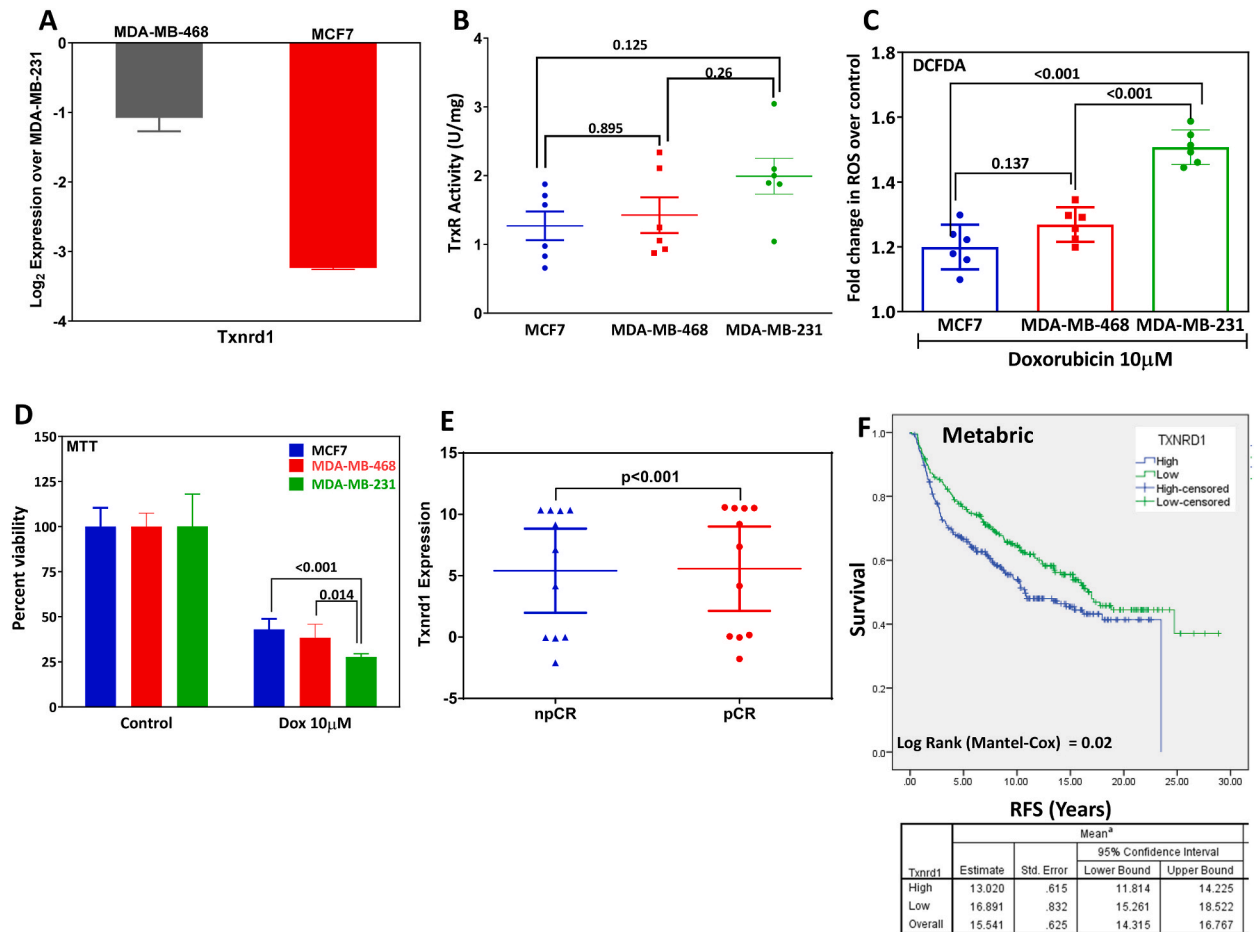 A
MDA-MB-468
MCF7
0
-1
-2
-3
-4
Log2 Expression over MDA-MB-231
Txnrd1
B
0.125
0.26
0.895
4
3
2
1
0
TrxR Activity (U/mg)
MCF7
MDA-MB-468
MDA-MB-231
C
DCFDA
<0.001
<0.001
0.137
1.8
1.6
1.4
1.2
1.0
Fold change in ROS over control
MCF7
MDA-MB-468
MDA-MB-231
Doxorubicin 10μM
D
MTT
MCF7
MDA-MB-468
MDA-MB-231
<0.001
0.014
150
125
100
75
50
25
0
Percent viability
Control
Dox 10μM
E
p<0.001
15
10
5
0
-5
Txnrd1 Expression
npCR
pCR
F
Metabric
TXNRD1
High
Low
High-censored
Low-censored
1.0
0.8
0.6
0.4
0.2
0.0
Survival
Log Rank (Mantel-Cox) = 0.02
.00 5.00 10.00 15.00 20.00 25.00 30.00
RFS (Years)
Meana
95% Confidence Interval
Txnrd1 Estimate Std. Error Lower Bound Upper Bound
High 13.020 .615 11.814 14.225
Low 16.891 .832 15.261 18.522
Overall 15.541 .625 14.315 16.767